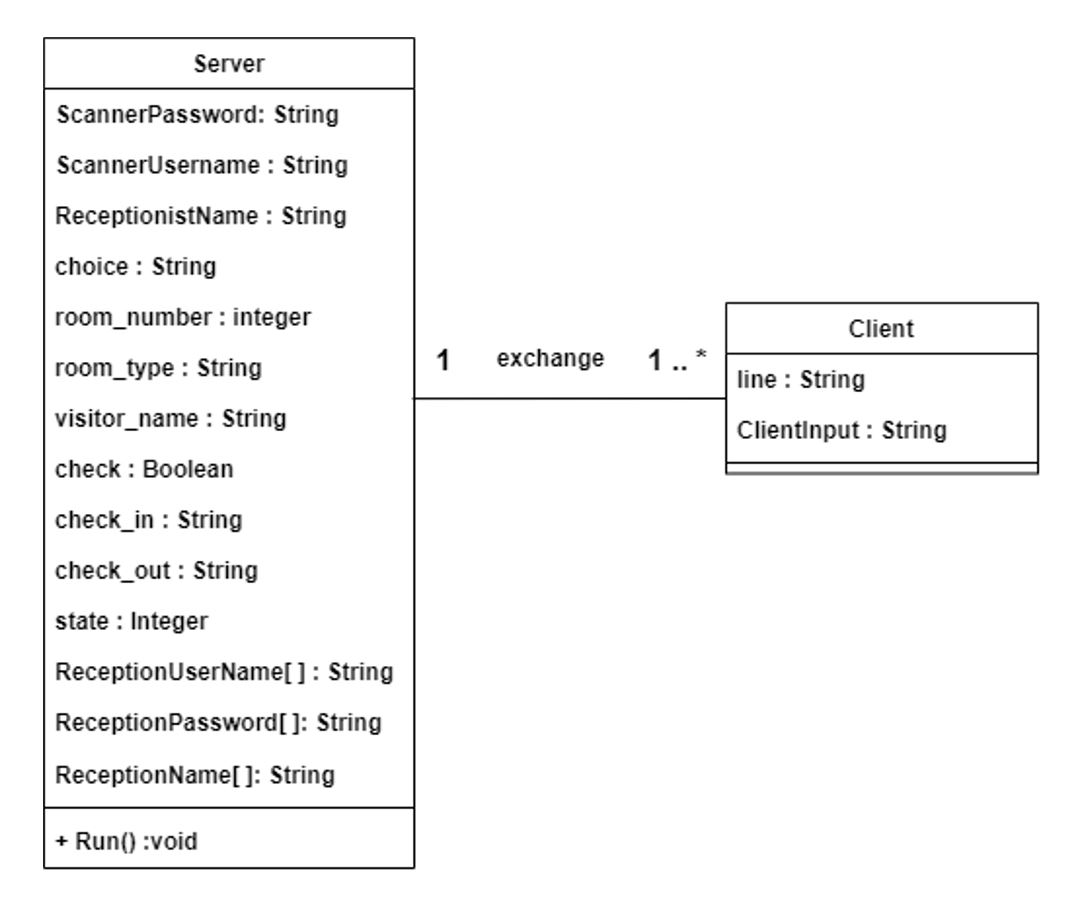 Server
ScannerPassword: String
ScannerUsername : String
ReceptionistName : String
choice : String
room_number : integer
room_type : String
visitor_name : String
check : Boolean
check_in : String
check_out : String
state : Integer
ReceptionUserName[ ] : String
ReceptionPassword[ ]: String
ReceptionName[ ]: String
+ Run() :void
1 exchange 1 .. *
Client
line : String
ClientInput : String